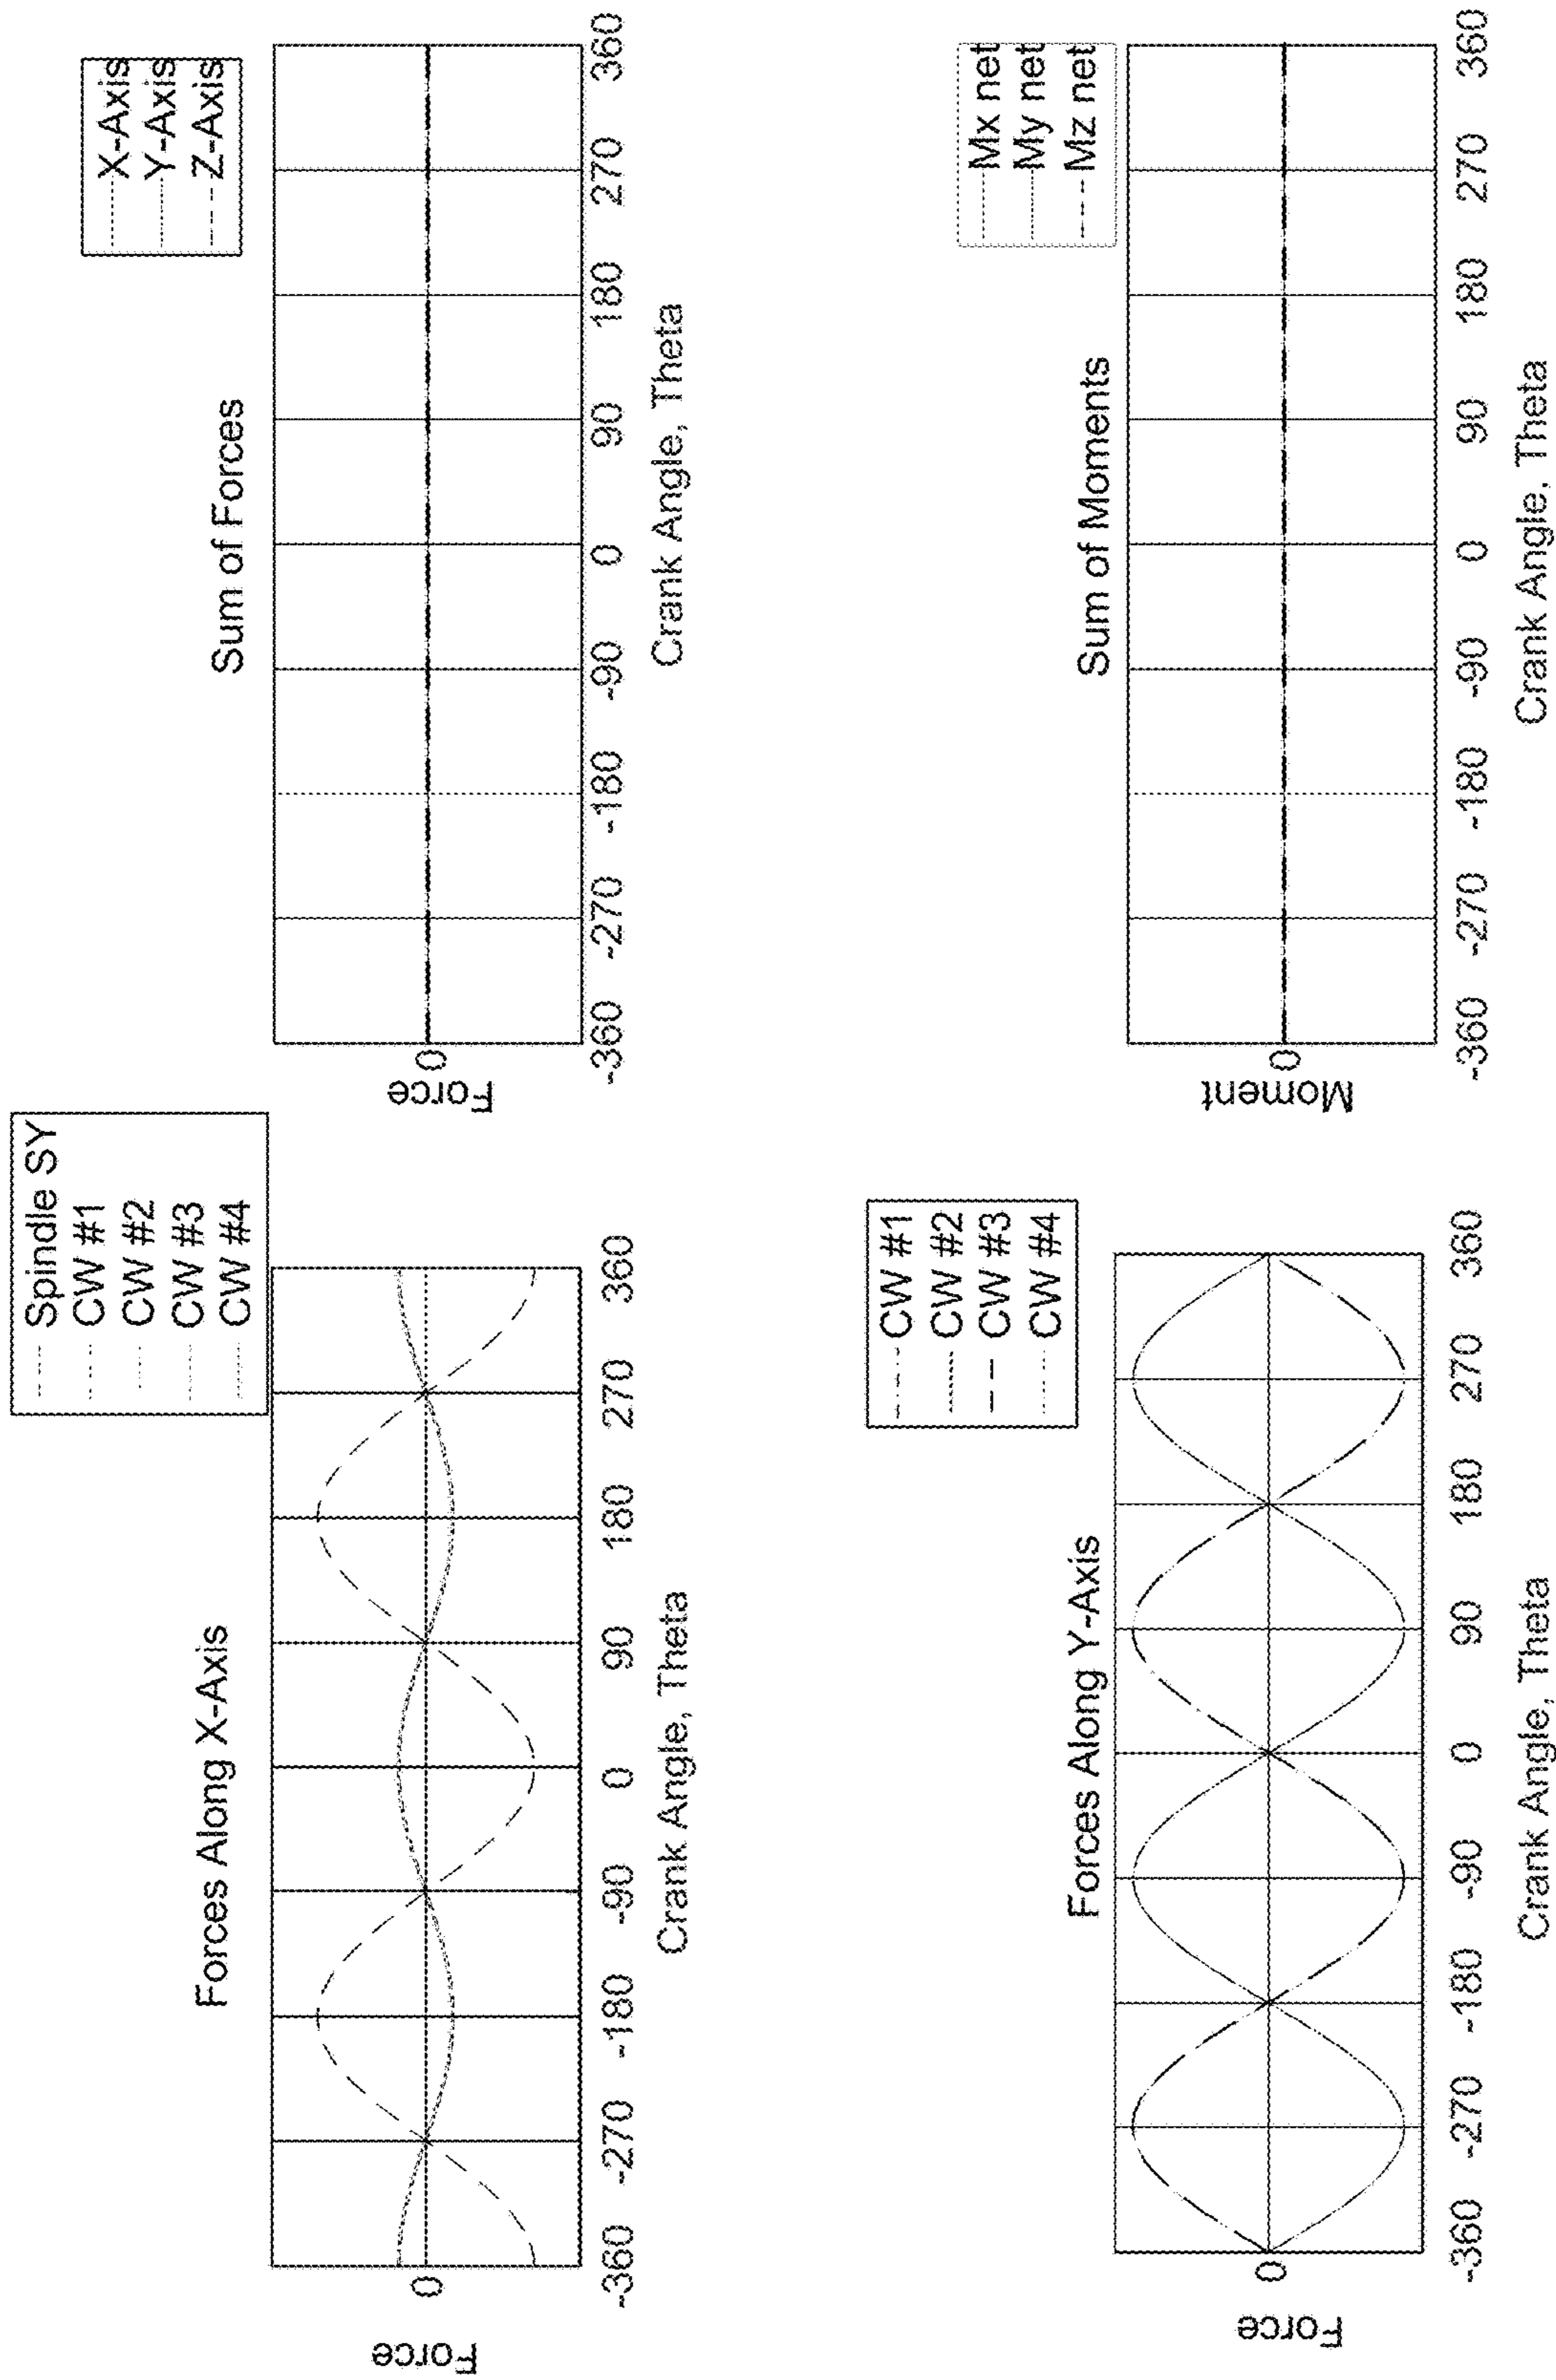 Forces Along X-Axis
Spindle SY
CW #1
CW #2
CW #3
CW #4
Force
0
-360 -270 -180 -90 0 90 180 270 360
Crank Angle, Theta
Sum of Forces
X-Axis
Y-Axis
Z-Axis
Force
0
-360 -270 -180 -90 0 90 180 270 360
Crank Angle, Theta
Forces Along Y-Axis
CW #1
CW #2
CW #3
CW #4
Force
0
-360 -270 -180 -90 0 90 180 270 360
Crank Angle, Theta
Sum of Moments
Mx net
My net
Mz net
Moment
0
-360 -270 -180 -90 0 90 180 270 360
Crank Angle, Theta